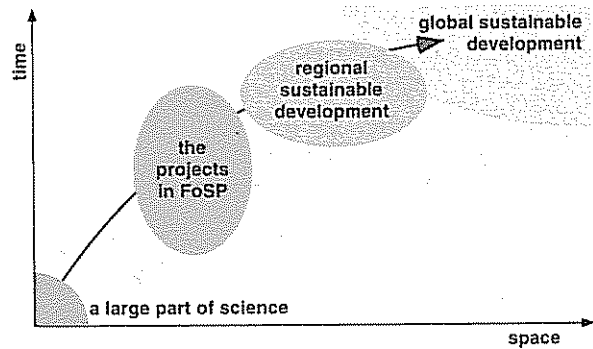 global sustainable
development
time
regional
sustainable
development
the
projects
in FoSP
a large part of science
space